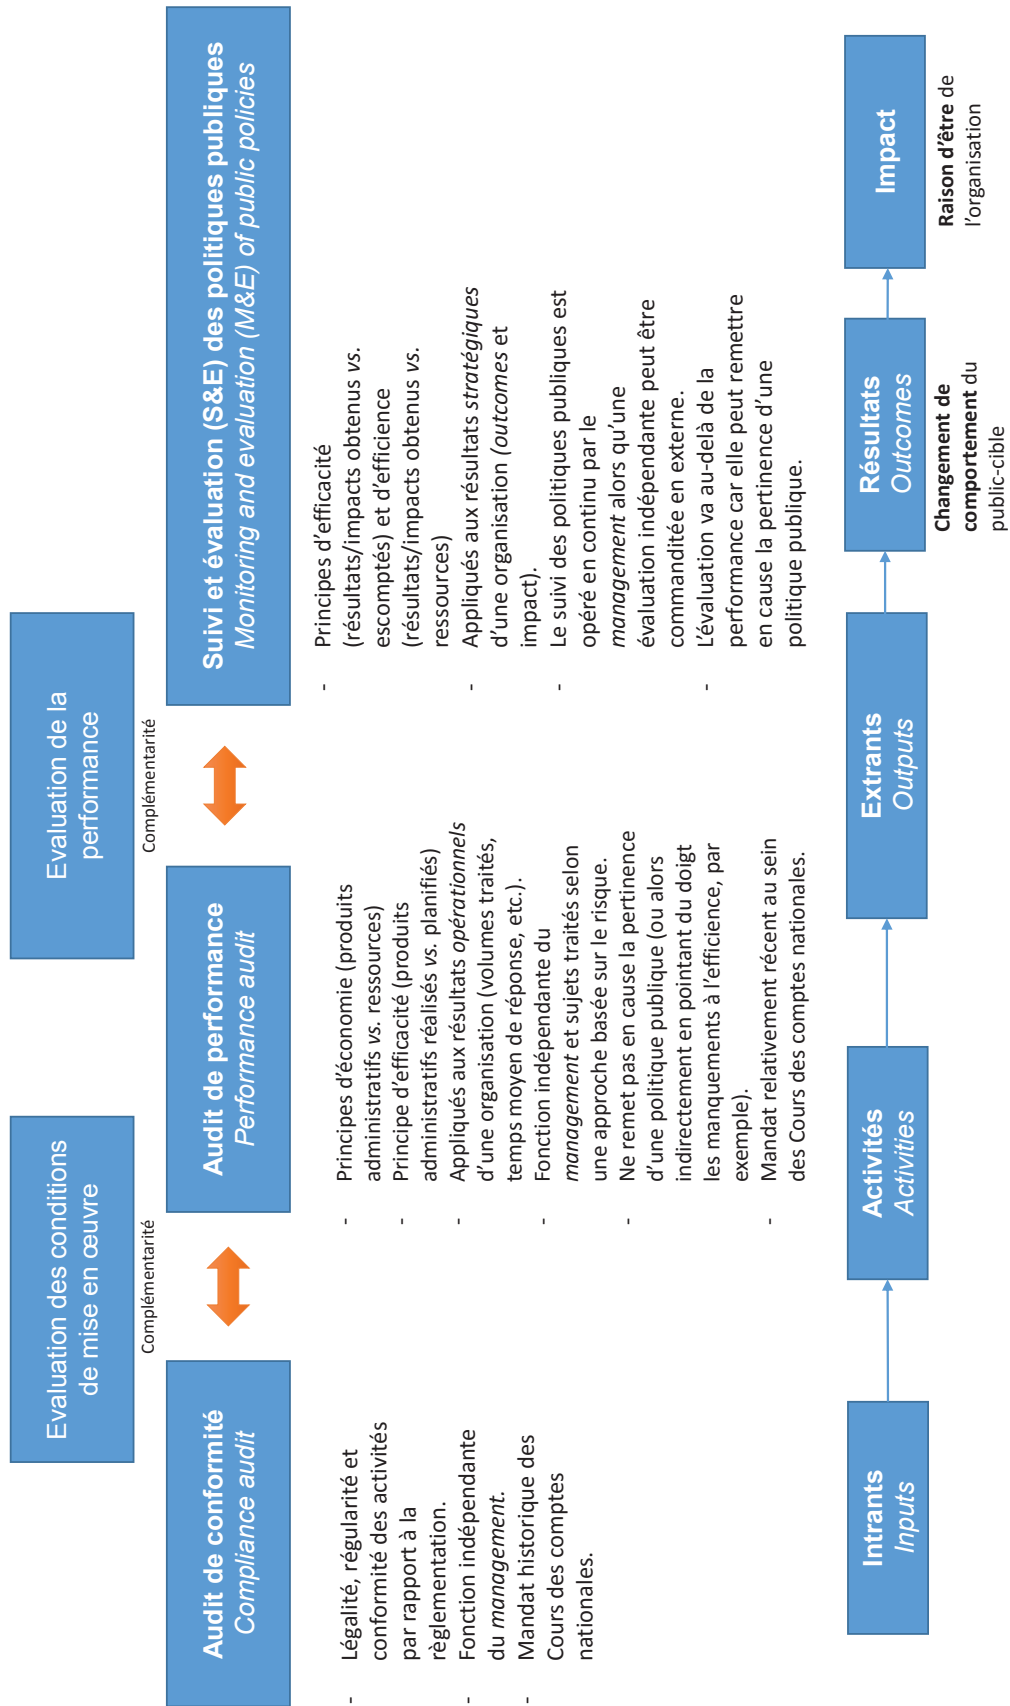 Evaluation des conditions
de mise en œuvre
Evaluation de la
performance
Complémentarité
Complémentarité
Audit de conformité
Compliance audit
Audit de performance
Performance audit
Suivi et évaluation (S&E) des politiques publiques
Monitoring and evaluation (M&E) of public policies
- Légalité, régularité et
conformité des activités
par rapport à la
règlementation.
- Fonction indépendante
du management.
- Mandat historique des
Cours des comptes
nationales.
- Principes d'économie (produits
administratifs vs. ressources)
- Principe d'efficacité (produits
administratifs réalisés vs. planifiés)
- Appliqués aux résultats opérationnels
d'une organisation (volumes traités,
temps moyen de réponse, etc.).
- Fonction indépendante du
management et sujets traités selon
une approche basée sur le risque.
- Ne remet pas en cause la pertinence
d'une politique publique (ou alors
indirectement en pointant du doigt
les manquements à l'efficience, par
exemple).
- Mandat relativement récent au sein
des Cours des comptes nationales.
- Principes d'efficacité
(résultats/impacts obtenus vs.
escomptés) et d'efficience
(résultats/impacts obtenus vs.
ressources)
- Appliqués aux résultats stratégiques
d'une organisation (outcomes et
impact).
- Le suivi des politiques publiques est
opéré en continu par le
management alors qu'une
évaluation indépendante peut être
commanditée en externe.
- L'évaluation va au-delà de la
performance car elle peut remettre
en cause la pertinence d'une
politique publique.
Intrants
Inputs
Activités
Activities
Extrants
Outputs
Résultats
Outcomes
Impact
Changement de
comportement du
public-cible
Raison d'être de
l'organisation